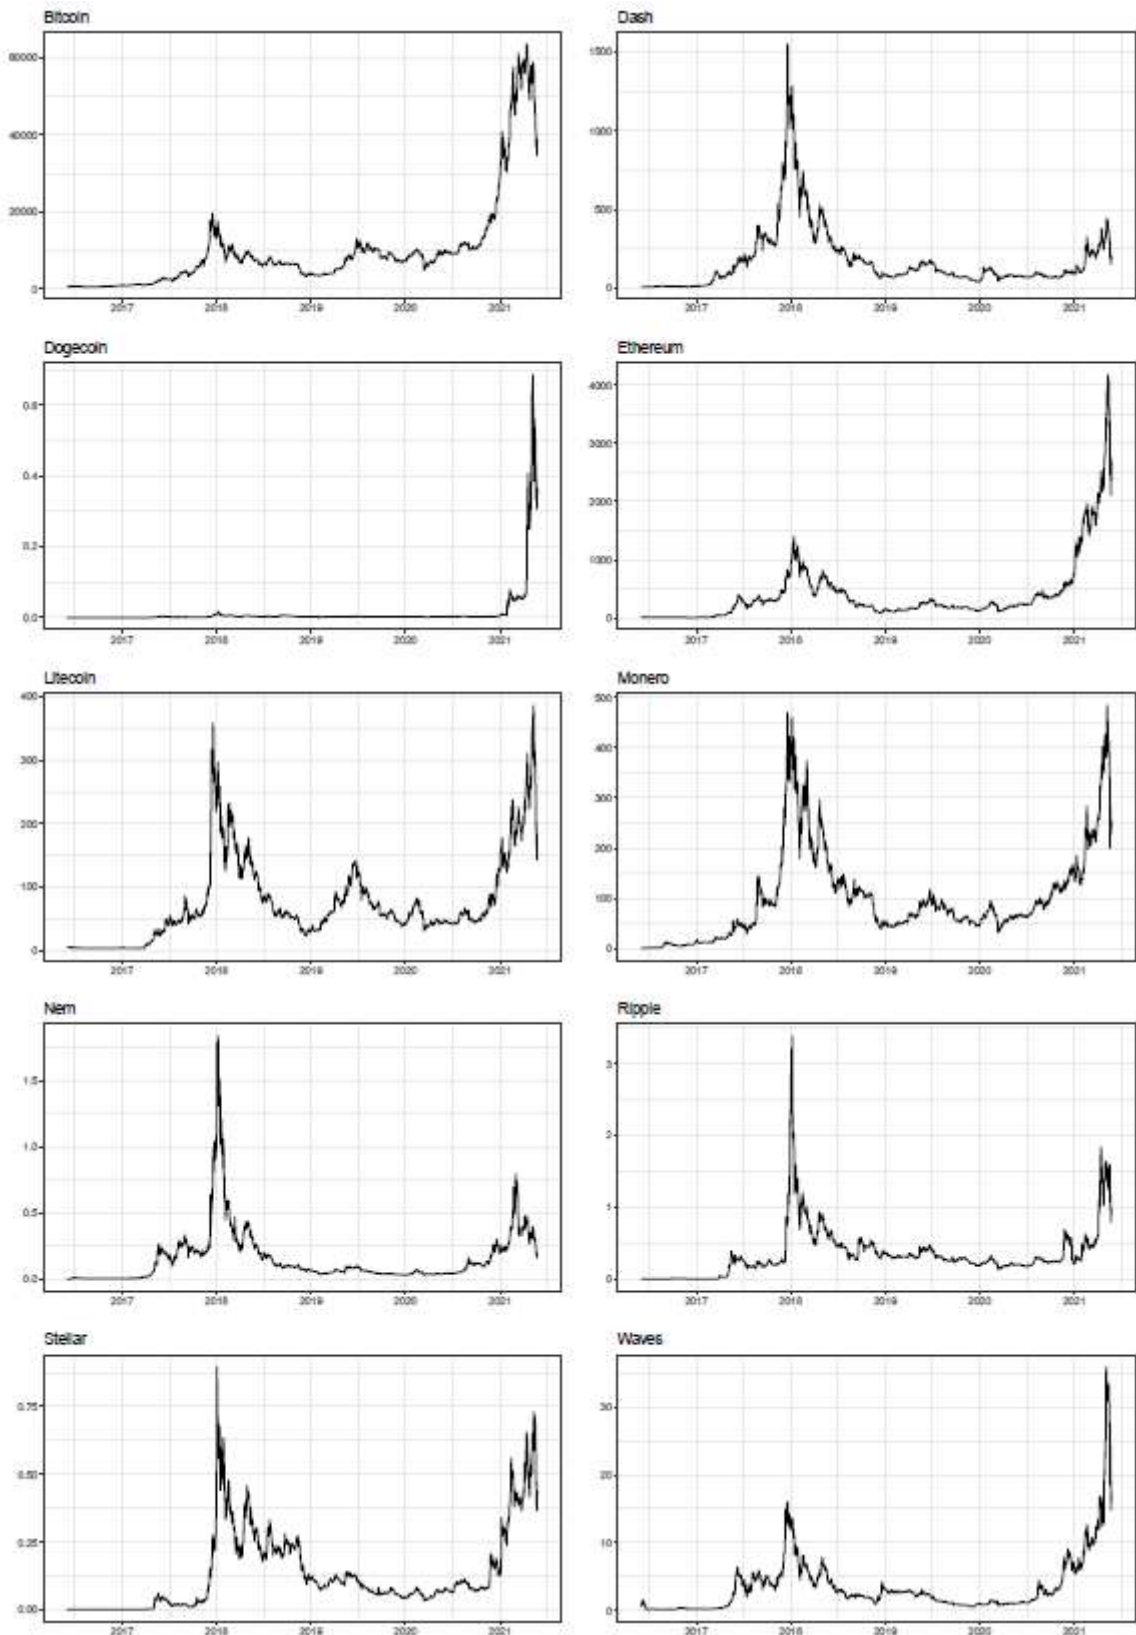 Bitcoin
60000
40000
20000
0
2017 2018 2019 2020 2021
Dash
1500
1000
500
0
2017 2018 2019 2020 2021
Dogecoin
0.6
0.4
0.2
0.0
2017 2018 2019 2020 2021
Ethereum
4000
3000
2000
1000
0
2017 2018 2019 2020 2021
Litecoin
400
300
200
100
0
2017 2018 2019 2020 2021
Monero
500
400
300
200
100
0
2017 2018 2019 2020 2021
Nem
1.5
1.0
0.5
0.0
2017 2018 2019 2020 2021
Ripple
3
2
1
0
2017 2018 2019 2020 2021
Stellar
0.75
0.50
0.25
0.00
2017 2018 2019 2020 2021
Waves
30
20
10
0
2017 2018 2019 2020 2021